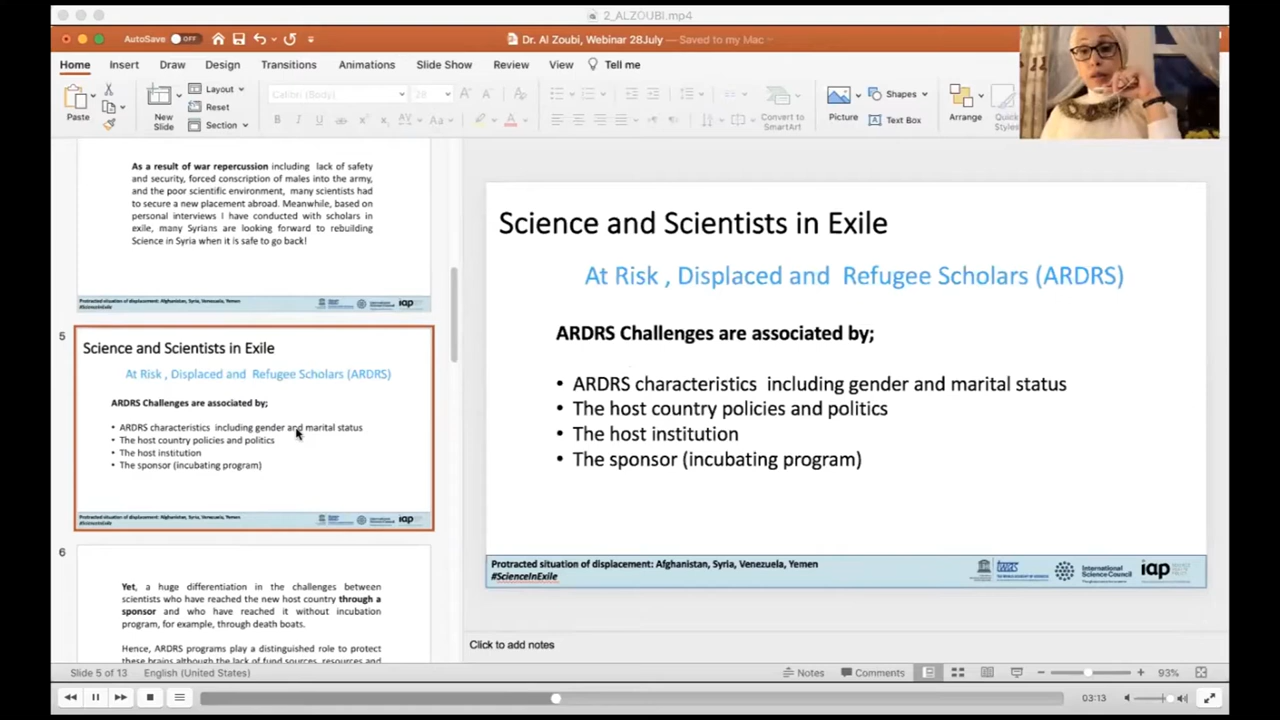 2_ALZOUBI.mp4
AutoSave OFF
Dr. Al Zoubi, Webinar 28July — Saved to my Mac
Home Insert Draw Design Transitions Animations Slide Show Review View Tell me
Paste
New Slide
Layout
Reset
Section
Calibri (Body) 28
Convert to SmartArt
Picture
Shapes
Text Box
Arrange
Quick Styles
As a result of war repercussion including lack of safety
and security, forced conscription of males into the army,
and the poor scientific environment, many scientists had
to secure a new placement abroad. Meanwhile, based on
personal interviews I have conducted with scholars in
exile, many Syrians are looking forward to rebuilding
Science in Syria when it is safe to go back!
Protracted situation of displacement: Afghanistan, Syria, Venezuela, Yemen
#ScienceInExile
iap
5
Science and Scientists in Exile
At Risk , Displaced and Refugee Scholars (ARDRS)
ARDRS Challenges are associated by;
• ARDRS characteristics including gender and marital status
• The host country policies and politics
• The host institution
• The sponsor (incubating program)
Protracted situation of displacement: Afghanistan, Syria, Venezuela, Yemen
#ScienceInExile
iap
6
Yet, a huge differentiation in the challenges between
scientists who have reached the new host country through a
sponsor and who have reached it without incubation
program, for example, through death boats.
Hence, ARDRS programs play a distinguished role to protect
these brains although the lack of fund sources, resources and
Science and Scientists in Exile
At Risk , Displaced and Refugee Scholars (ARDRS)
ARDRS Challenges are associated by;
• ARDRS characteristics including gender and marital status
• The host country policies and politics
• The host institution
• The sponsor (incubating program)
Protracted situation of displacement: Afghanistan, Syria, Venezuela, Yemen
#ScienceInExile
twas
International
Science Council
iap
Click to add notes
Slide 5 of 13 English (United States)
Notes Comments 93%
03:13